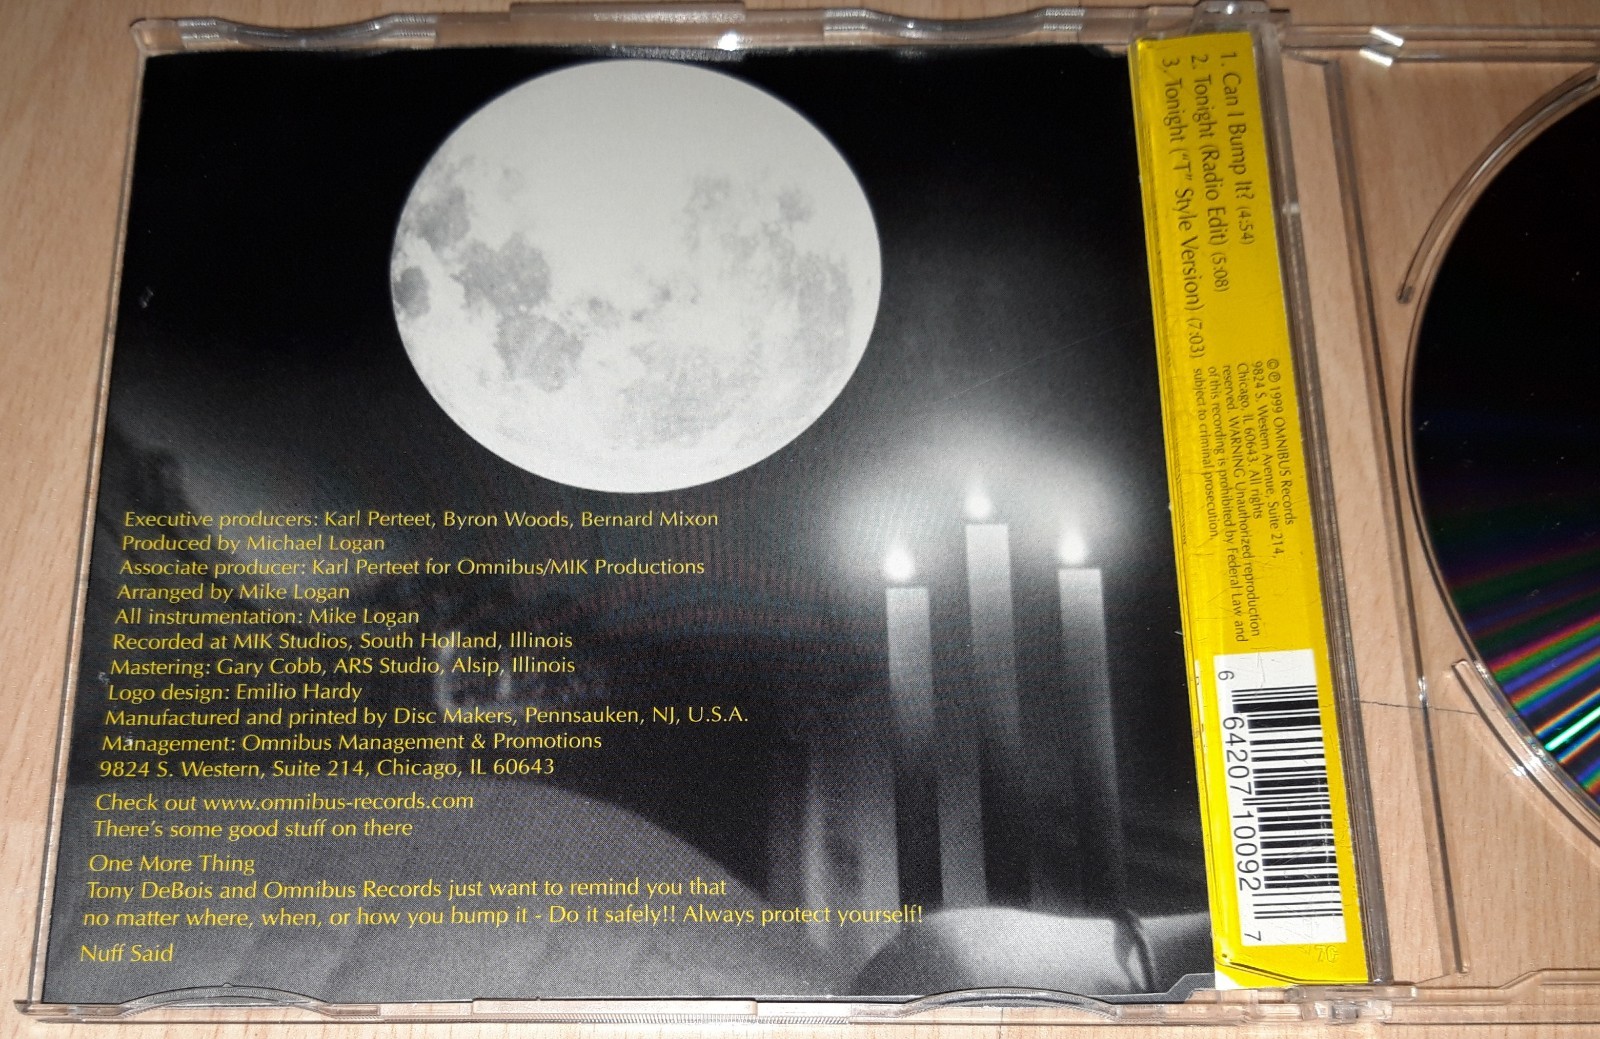 Executive producers: Karl Perteet, Byron Woods, Bernard Mixon
Produced by Michael Logan
Associate producer: Karl Perteet for Omnibus/MIK Productions
Arranged by Mike Logan
All instrumentation: Mike Logan
Recorded at MIK Studios, South Holland, Illinois
Mastering: Gary Cobb, ARS Studio, Alsip, Illinois
Logo design: Emilio Hardy
Manufactured and printed by Disc Makers, Pennsauken, NJ, U.S.A.
Management: Omnibus Management & Promotions
9824 S. Western, Suite 214, Chicago, IL 60643
Check out www.omnibus-records.com
There's some good stuff on there
One More Thing
Tony DeBois and Omnibus Records just want to remind you that
no matter where, when, or how you bump it - Do it safely!! Always protect yourself!
Nuff Said
1. Can I Bump It? (4:54)
2. Tonight (Radio Edit) (5:08)
3. Tonight ("T" Style Version) (7:03)
©℗ 1999 OMNIBUS Records
9824 S. Western Avenue, Suite 214,
Chicago, IL 60643. All rights
reserved. WARNING: Unauthorized reproduction
of this recording is prohibited by Federal Law and
subject to criminal prosecution.
6 64207 10092 7